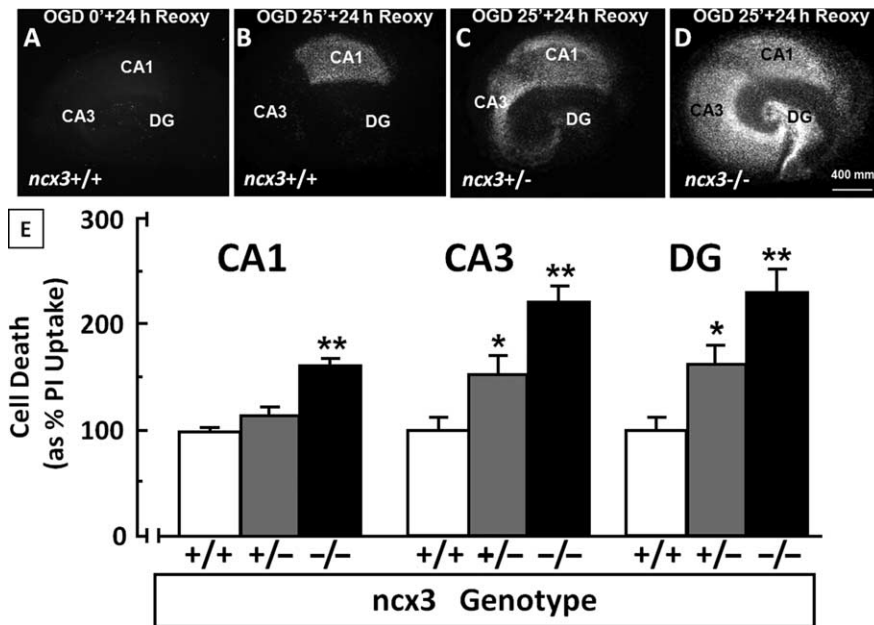 OGD 0'+24 h Reoxy
A
CA1
CA3
DG
ncx3+/+
OGD 25'+24 h Reoxy
B
CA1
CA3
DG
ncx3+/+
OGD 25'+24 h Reoxy
C
CA1
CA3
DG
ncx3+/-
OGD 25'+24 h Reoxy
D
CA1
CA3
DG
400 mm
ncx3-/-
E
Cell Death
(as % PI Uptake)
300
200
100
0
CA1
**
CA3
*
**
DG
*
**
+/+ +/− −/− +/+ +/− −/− +/+ +/− −/−
ncx3 Genotype